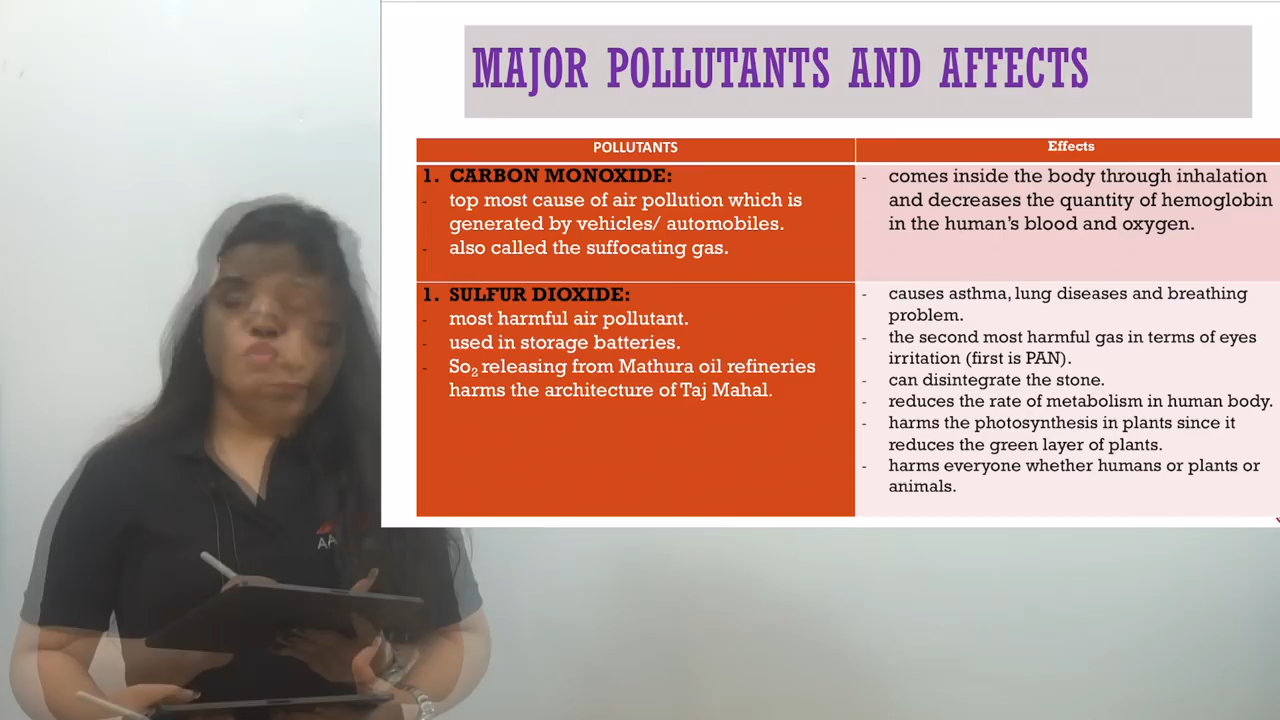 MAJOR POLLUTANTS AND AFFECTS
POLLUTANTS
Effects
1. CARBON MONOXIDE:
- top most cause of air pollution which is
generated by vehicles/ automobiles.
- also called the suffocating gas.
- comes inside the body through inhalation
and decreases the quantity of hemoglobin
in the human's blood and oxygen.
1. SULFUR DIOXIDE:
- most harmful air pollutant.
- used in storage batteries.
- So₂ releasing from Mathura oil refineries
harms the architecture of Taj Mahal.
- causes asthma, lung diseases and breathing
problem.
- the second most harmful gas in terms of eyes
irritation (first is PAN).
- can disintegrate the stone.
- reduces the rate of metabolism in human body.
- harms the photosynthesis in plants since it
reduces the green layer of plants.
- harms everyone whether humans or plants or
animals.